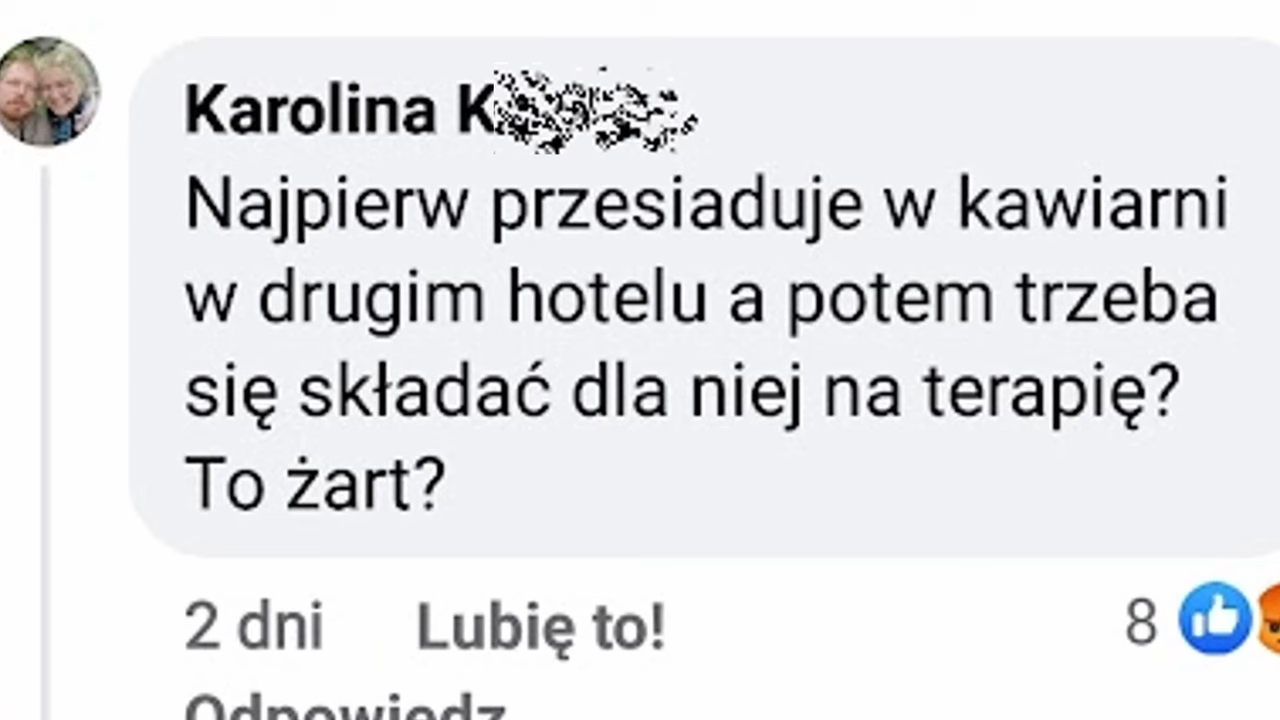 Karolina K
Najpierw przesiaduje w kawiarni
w drugim hotelu a potem trzeba
się składać dla niej na terapię?
To żart?
2 dni Lubię to! 8
Odpowiedz